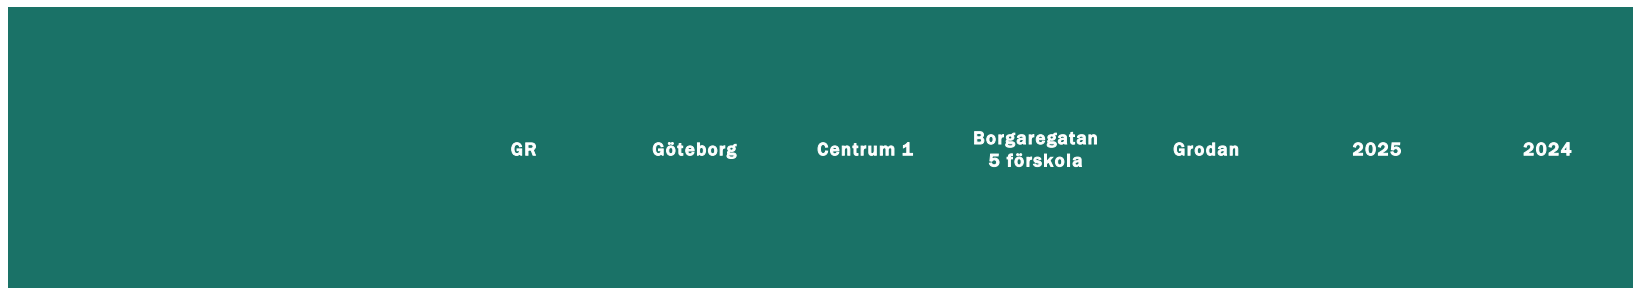 GR Göteborg Centrum 1 Borgaregatan
5 förskola Grodan 2025 2024